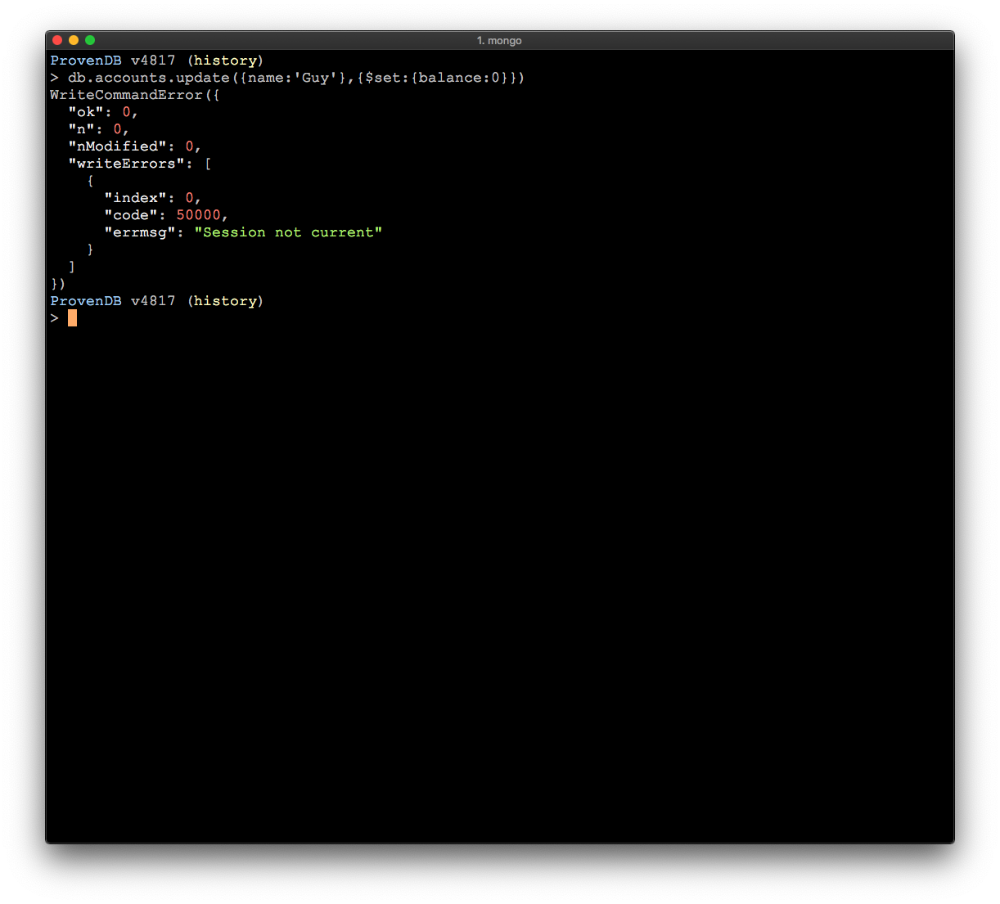 1. mongo
ProvenDB v4817 (history)
> db.accounts.update({name:'Guy'},{$set:{balance:0}})
WriteCommandError({
  "ok": 0,
  "n": 0,
  "nModified": 0,
  "writeErrors": [
    {
      "index": 0,
      "code": 50000,
      "errmsg": "Session not current"
    }
  ]
})
ProvenDB v4817 (history)
>